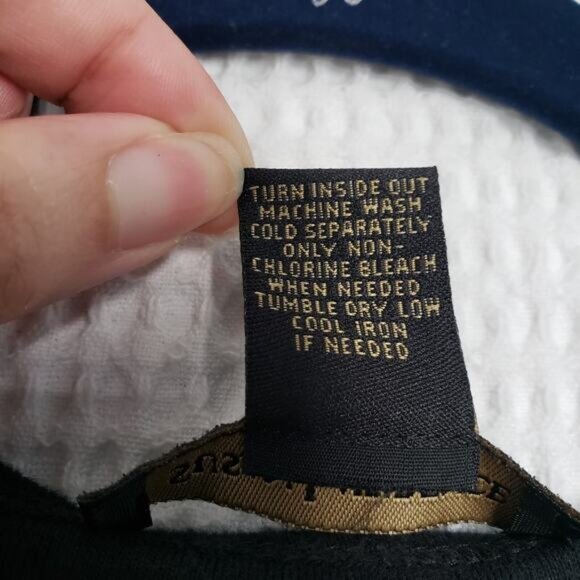 TURN INSIDE OUT
MACHINE WASH
COLD SEPARATELY
ONLY NON-
CHLORINE BLEACH
WHEN NEEDED
TUMBLE DRY LOW
COOL IRON
IF NEEDED